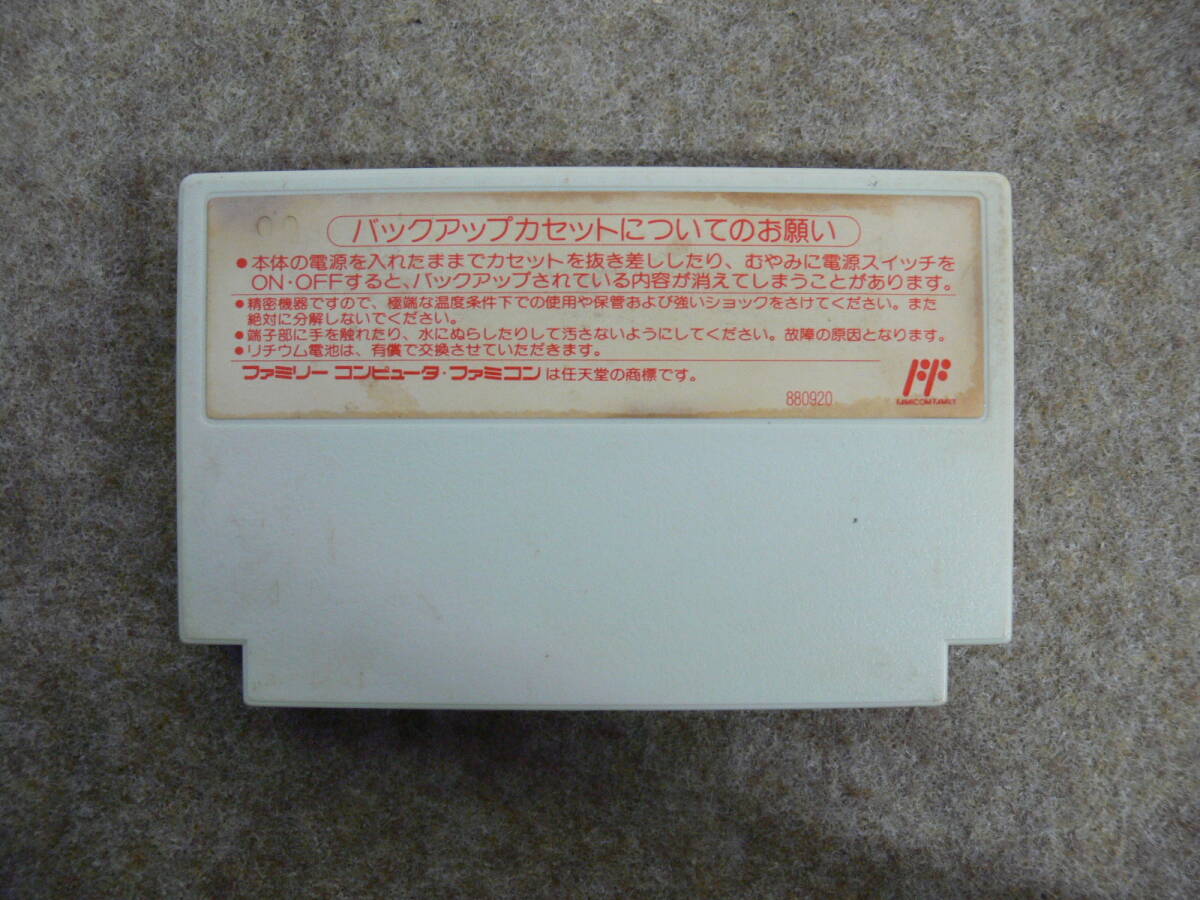 バックアップカセットについてのお願い
●本体の電源を入れたままでカセットを抜き差ししたり、むやみに電源スイッチを
ON・OFFすると、バックアップされている内容が消えてしまうことがあります。
●精密機器ですので、極端な温度条件下での使用や保管および強いショックをさけてください。また
絶対に分解しないでください。
●端子部に手を触れたり、水にぬらしたりして汚さないようにしてください。故障の原因となります。
●リチウム電池は、有償で交換させていただきます。
ファミリー コンピュータ・ファミコンは任天堂の商標です。
880920
FAMICOM FAMILY